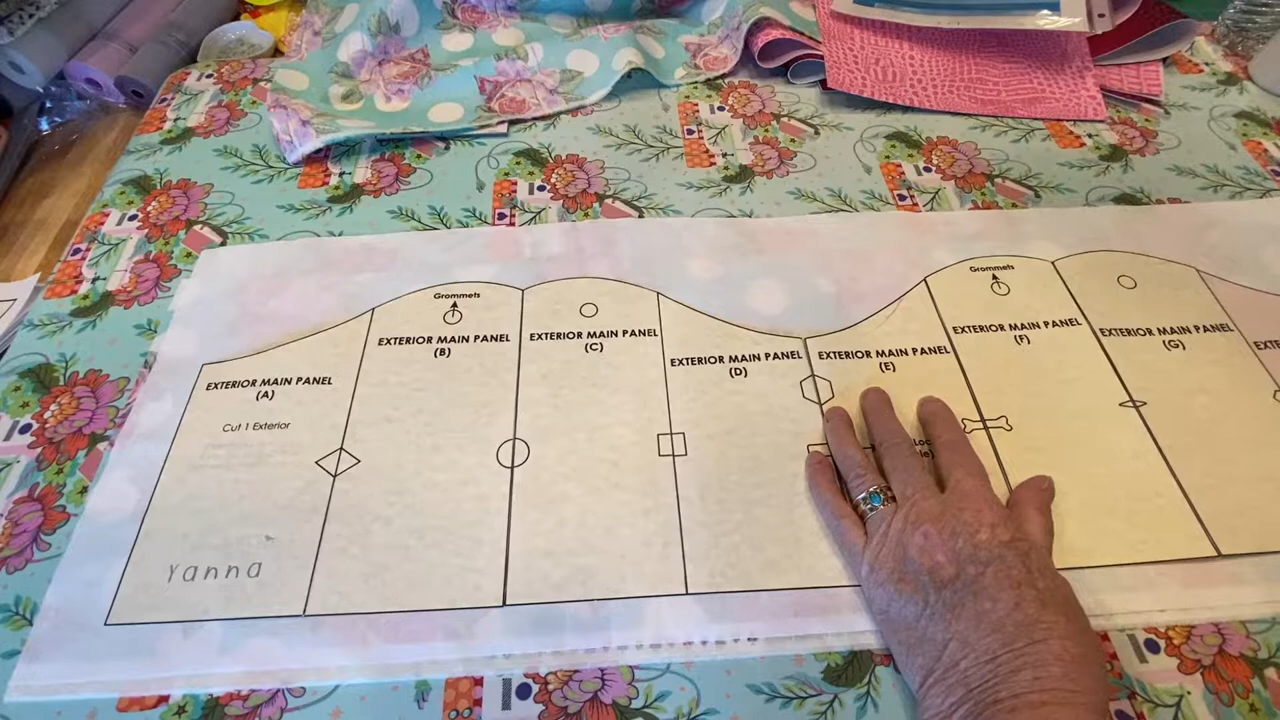 Grommets
EXTERIOR MAIN PANEL
(A)
Cut 1 Exterior
Yanna
EXTERIOR MAIN PANEL
(B)
EXTERIOR MAIN PANEL
(C)
EXTERIOR MAIN PANEL
(D)
EXTERIOR MAIN PANEL
(E)
Grommets
EXTERIOR MAIN PANEL
(F)
EXTERIOR MAIN PANEL
(G)